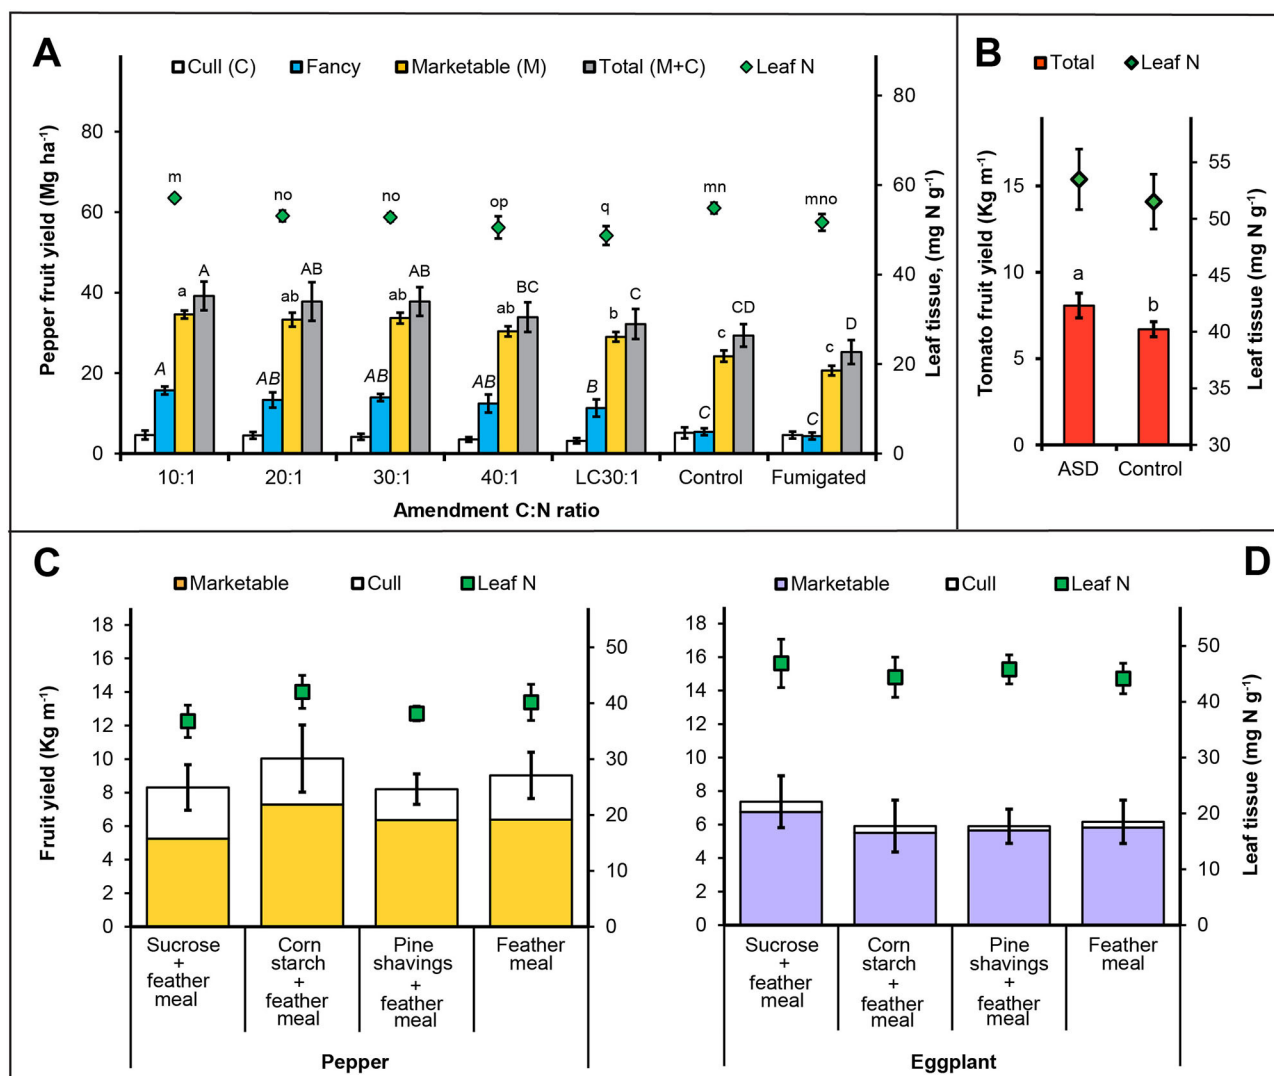 A
Cull (C) Fancy Marketable (M) Total (M+C) Leaf N
Pepper fruit yield (Mg ha-1)
80
60
40
20
0
80
60
40
20
0
Leaf tissue, (mg N g-1)
m no no op q mn mno
A AB AB BC C CD D
a ab ab ab b c c
A AB AB AB B C C
10:1 20:1 30:1 40:1 LC30:1 Control Fumigated
Amendment C:N ratio
B
Total Leaf N
Tomato fruit yield (Kg m-1)
15
10
5
0
55
50
45
40
35
30
Leaf tissue (mg N g-1)
a b
ASD Control
C
Marketable Cull Leaf N
Fruit yield (Kg m-1)
18
16
14
12
10
8
6
4
2
0
50
40
30
20
10
0
Sucrose
+
feather
meal
Corn
starch
+
feather
meal
Pine
shavings
+
feather
meal
Feather
meal
Pepper
D
Marketable Cull Leaf N
18
16
14
12
10
8
6
4
2
0
50
40
30
20
10
0
Leaf tissue (mg N g-1)
Sucrose
+
feather
meal
Corn
starch
+
feather
meal
Pine
shavings
+
feather
meal
Feather
meal
Eggplant